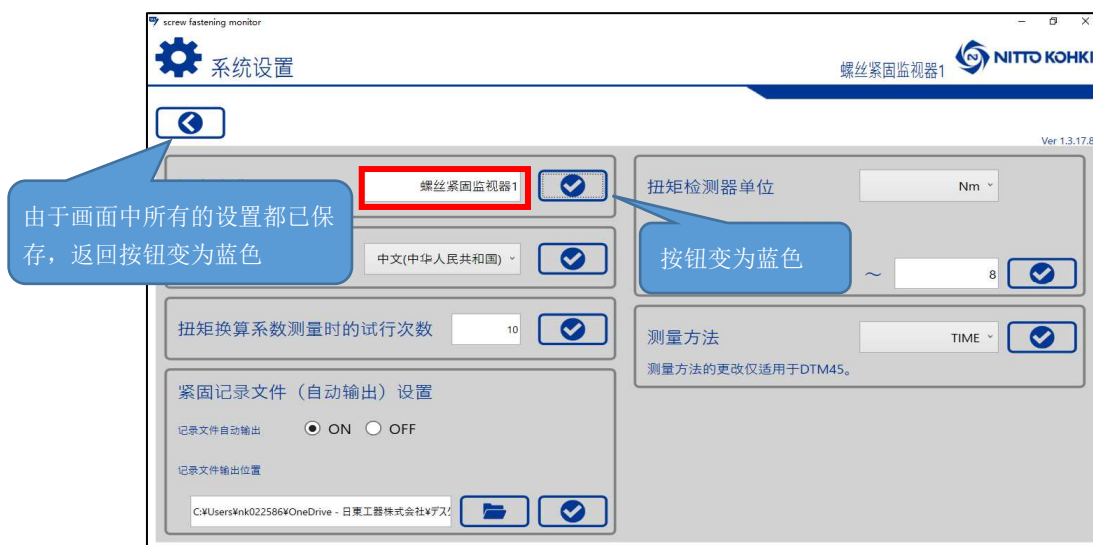 screw fastening monitor
系统设置
螺丝紧固监视器1
NITTO KOHKI
Ver 1.3.17.8
螺丝紧固监视器1
扭矩检测器单位
Nm
由于画面中所有的设置都已保
存，返回按钮变为蓝色
按钮变为蓝色
中文(中华人民共和国)
～
8
扭矩换算系数测量时的试行次数
10
测量方法
TIME
测量方法的更改仅适用于DTM45。
紧固记录文件（自动输出）设置
记录文件自动输出
ON
OFF
记录文件输出位置
C:¥Users¥nk022586¥OneDrive - 日東工器株式会社¥デス